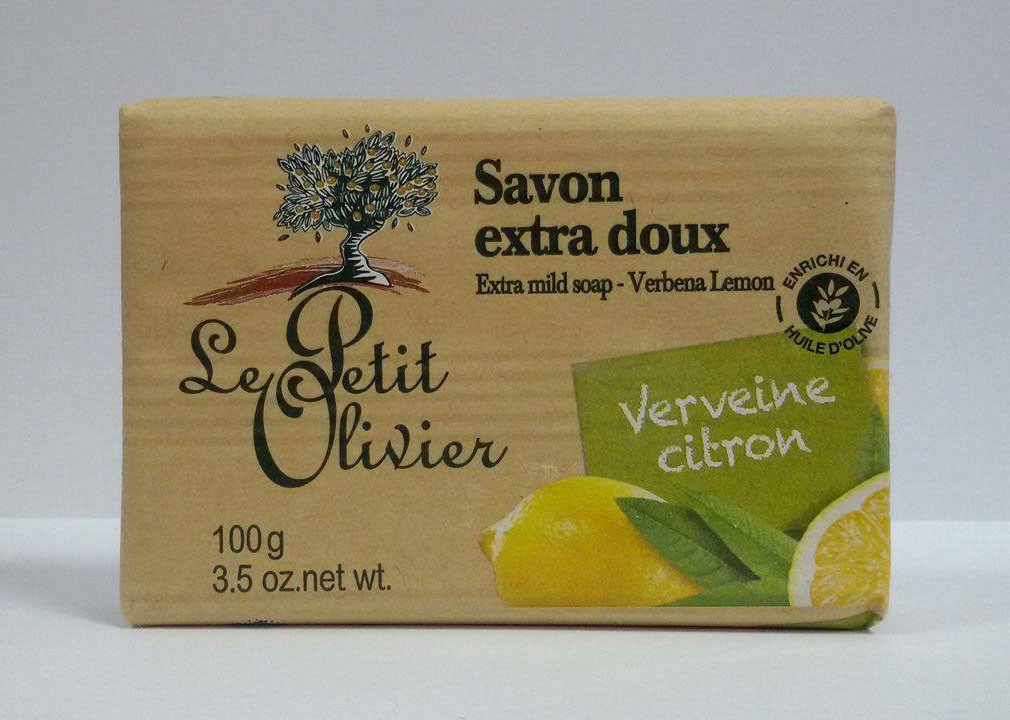 Savon
extra doux
Extra mild soap - Verbena Lemon
ENRICHI EN
HUILE D'OLIVE
Le Petit
Olivier
Verveine
citron
100 g
3.5 oz.net wt.